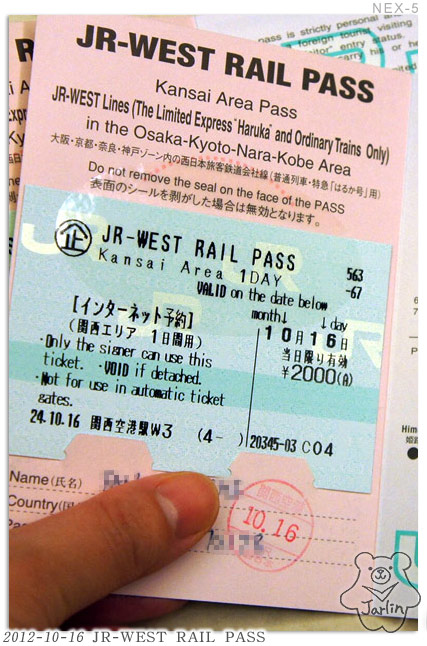 NEX-5
pass is strictly personal and
foreign tourist, visiting
entry status.
JR-WEST RAIL PASS
Kansai Area Pass
JR-WEST Lines (The Limited Express "Haruka" and Ordinary Trains Only)
in the Osaka-Kyoto-Nara-Kobe Area
大阪・京都・奈良・神戸ゾーン内の西日本旅客鉄道会社線（普通列車・特急「はるか号」用）
Do not remove the seal on the face of the PASS
表面のシールを剥がした場合は無効となります。
企 JR-WEST RAIL PASS
Kansai Area 1DAY
563
-67
VALID on the date below
month↓ ↓day
【インターネット予約】
10月16日
（関西エリア 1日間用）
当日限り有効
・Only the signer can use this
¥2000(A)
ticket. ・VOID if detached.
・Not for use in automatic ticket
gates.
24.10.16 関西空港駅W3 (4- ) 20345-03 C04
Name(氏名)
Country(国
関西空港
10.16
Jarlin
2012-10-16 JR-WEST RAIL PASS